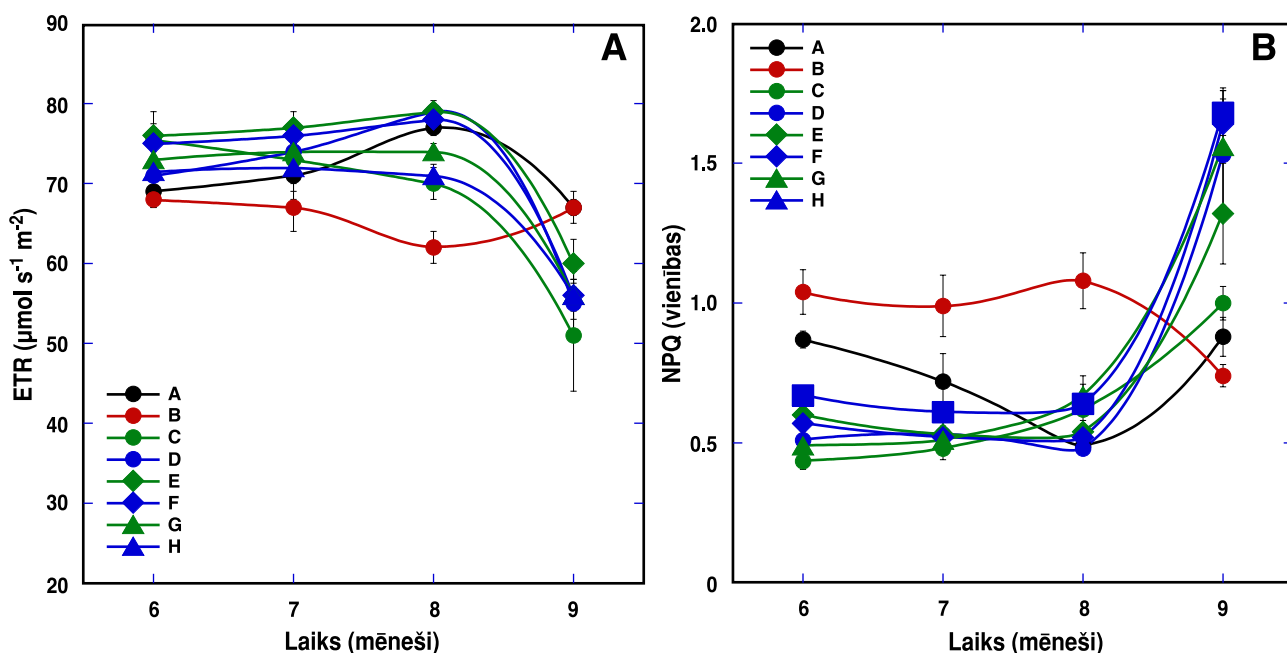 A
ETR (µmol s⁻¹ m⁻²)
90
80
70
60
50
40
30
20
A
B
C
D
E
F
G
H
6
7
8
9
Laiks (mēneši)
B
NPQ (vienības)
2.0
1.5
1.0
0.5
0
A
B
C
D
E
F
G
H
6
7
8
9
Laiks (mēneši)